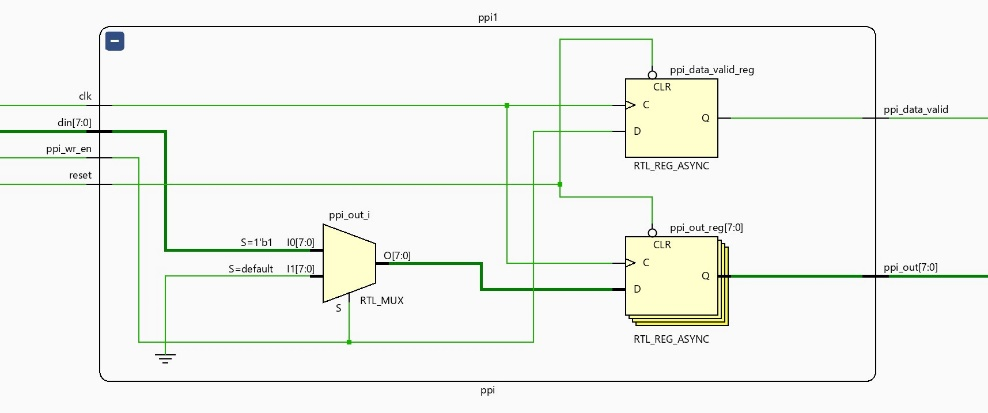 ppi1
−
clk
din[7:0]
ppi_wr_en
reset
ppi_data_valid_reg
CLR
C
D
Q
RTL_REG_ASYNC
ppi_data_valid
ppi_out_i
S=1'b1 I0[7:0]
S=default I1[7:0]
O[7:0]
S
RTL_MUX
ppi_out_reg[7:0]
CLR
C
D
Q
RTL_REG_ASYNC
ppi_out[7:0]
ppi